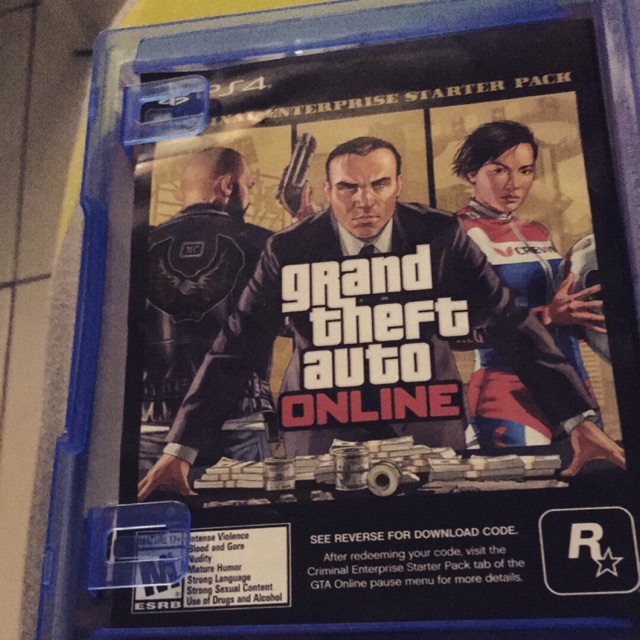 PS4
ENTERPRISE STARTER PACK
MC
grand
theft
auto
ONLINE
Intense Violence
Blood and Gore
Nudity
Mature Humor
Strong Language
Strong Sexual Content
Use of Drugs and Alcohol
ESRB
SEE REVERSE FOR DOWNLOAD CODE.
After redeeming your code, visit the
Criminal Enterprise Starter Pack tab of the
GTA Online pause menu for more details.
R